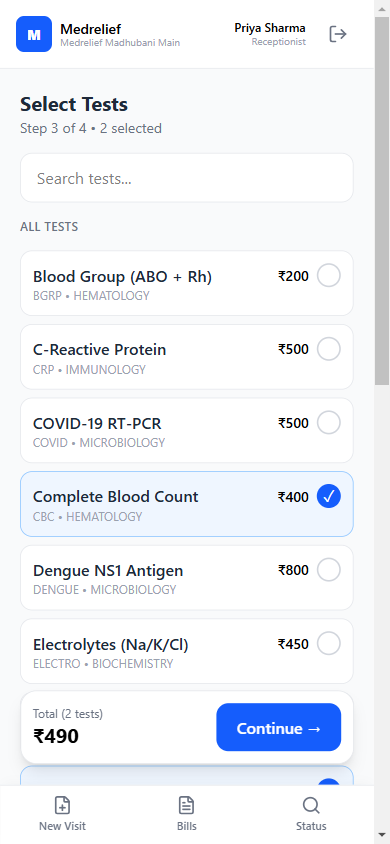 M
Medrelief
Medrelief Madhubani Main
Priya Sharma
Receptionist
Select Tests
Step 3 of 4 • 2 selected
Search tests...
ALL TESTS
Blood Group (ABO + Rh)
₹200
BGRP • HEMATOLOGY
C-Reactive Protein
₹500
CRP • IMMUNOLOGY
COVID-19 RT-PCR
₹500
COVID • MICROBIOLOGY
Complete Blood Count
₹400
CBC • HEMATOLOGY
Dengue NS1 Antigen
₹800
DENGUE • MICROBIOLOGY
Electrolytes (Na/K/Cl)
₹450
ELECTRO • BIOCHEMISTRY
Total (2 tests)
₹490
Continue →
New Visit
Bills
Status